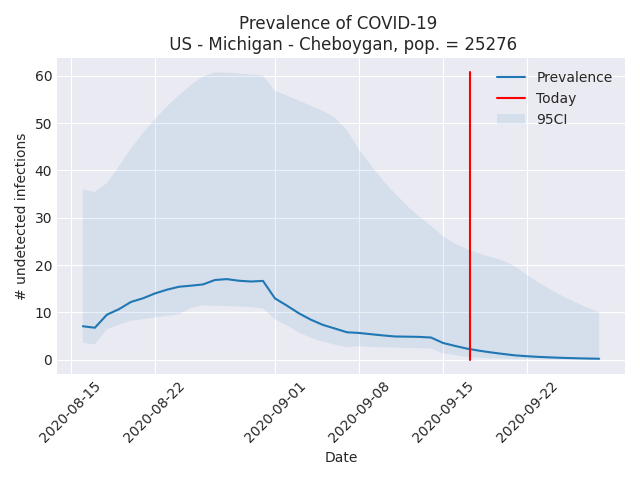 Prevalence of COVID-19
US - Michigan - Cheboygan, pop. = 25276
# undetected infections
60
50
40
30
20
10
0
Prevalence
Today
95CI
2020-08-15
2020-08-22
2020-09-01
2020-09-08
2020-09-15
2020-09-22
Date